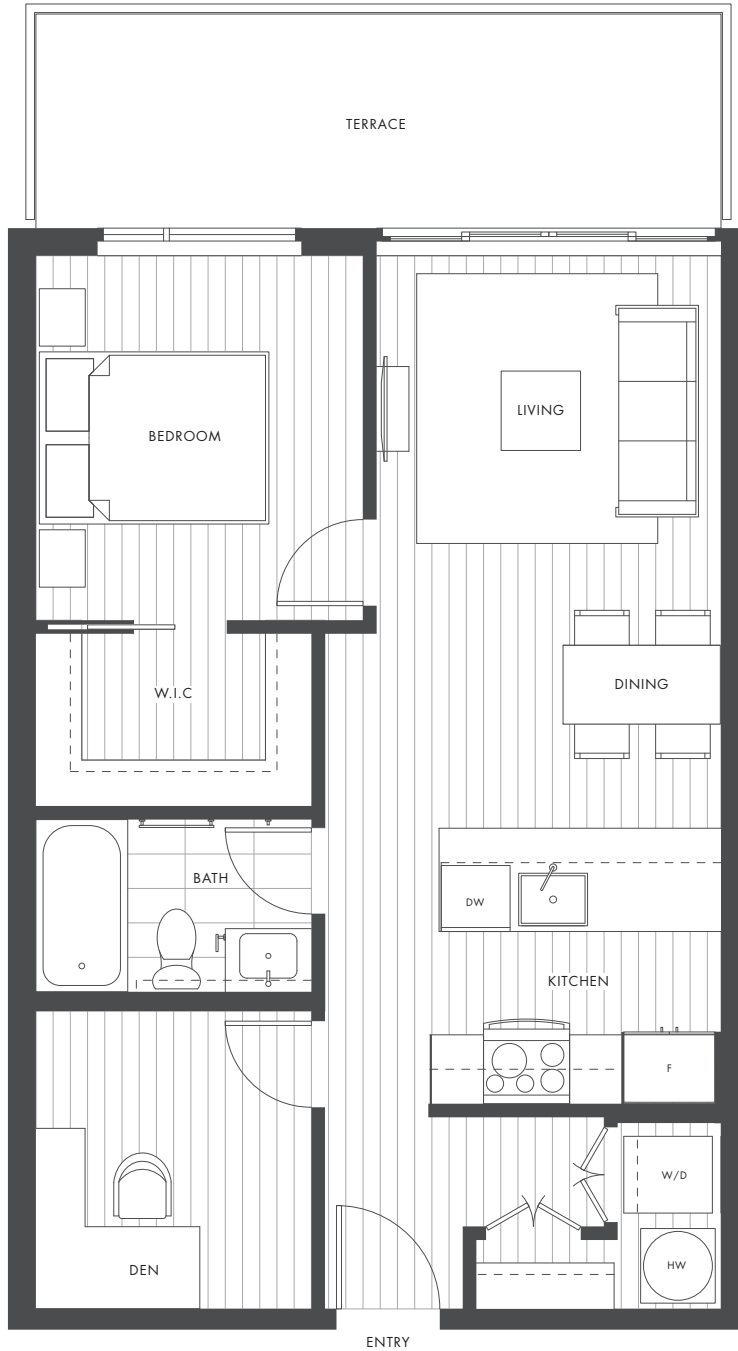 TERRACE
BEDROOM
LIVING
DINING
W.I.C
BATH
DW
KITCHEN
F
W/D
HW
DEN
ENTRY